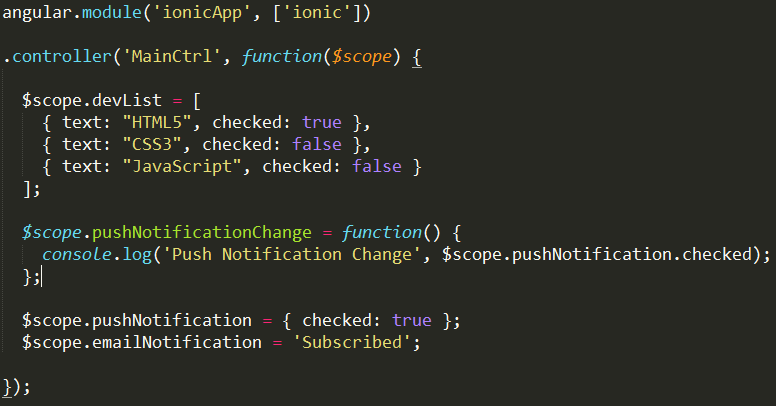 angular.module('ionicApp', ['ionic'])
.controller('MainCtrl', function($scope) {
$scope.devList = [
{ text: "HTML5", checked: true },
{ text: "CSS3", checked: false },
{ text: "JavaScript", checked: false }
];
$scope.pushNotificationChange = function() {
console.log('Push Notification Change', $scope.pushNotification.checked);
};
$scope.pushNotification = { checked: true };
$scope.emailNotification = 'Subscribed';
});